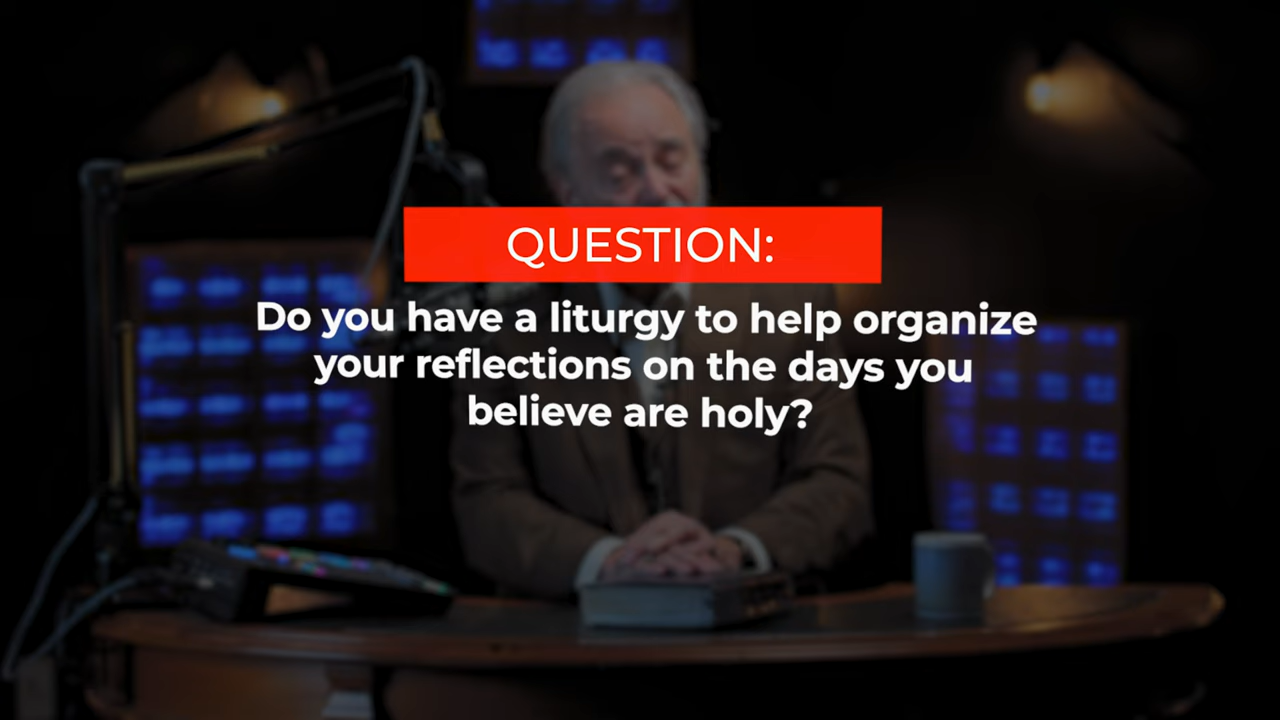 QUESTION:
Do you have a liturgy to help organize
your reflections on the days you
believe are holy?